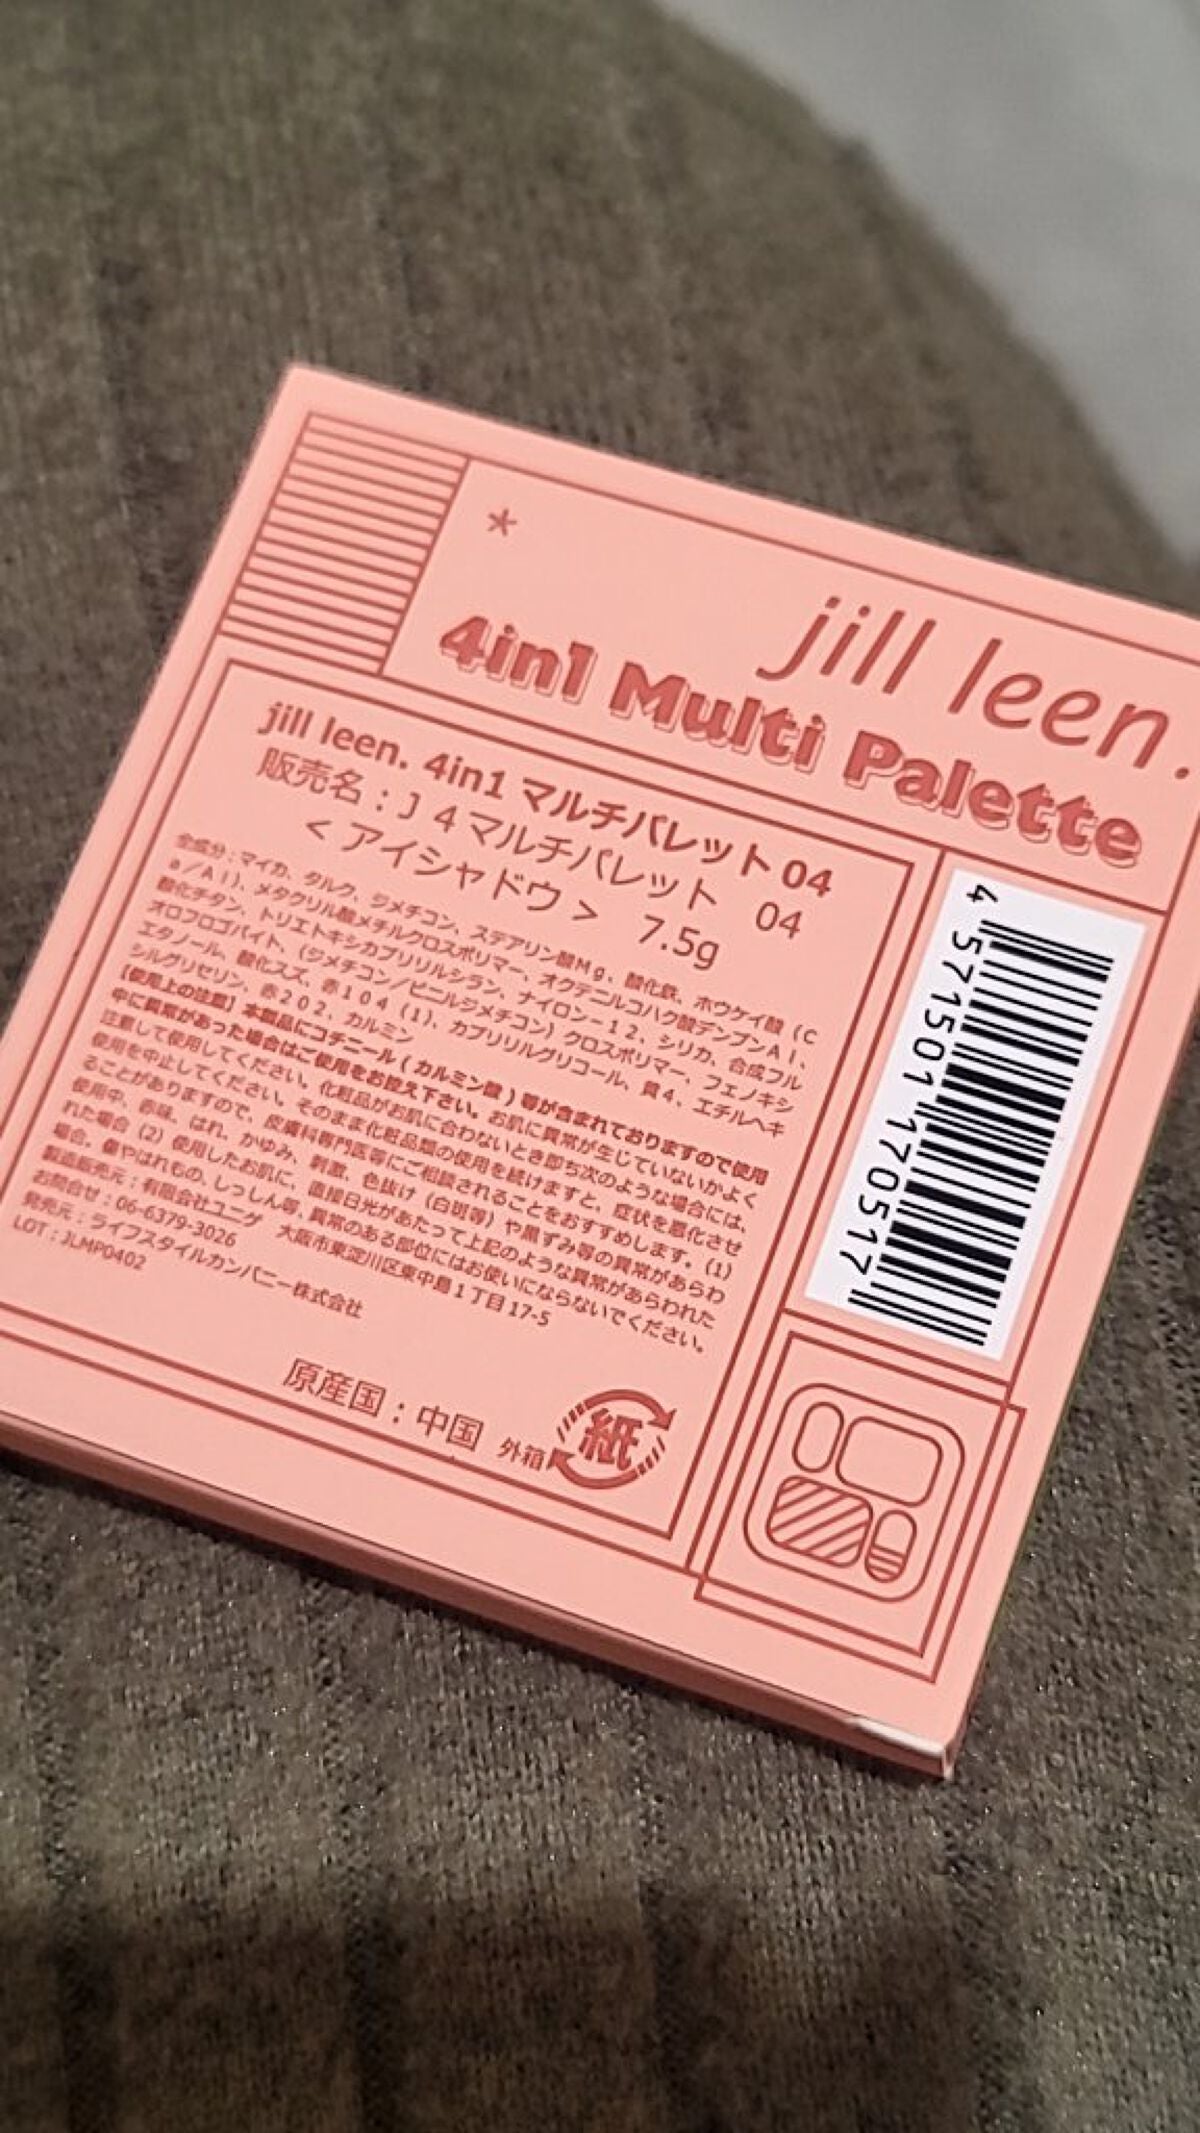 *
jill leen.
4in1 Multi Palette
jill leen. 4in1 マルチパレット 04
販売名：Ｊ４マルチパレット　04
＜アイシャドウ＞　7.5g
全成分：マイカ、タルク、ジメチコン、ステアリン酸Ｍｇ、酸化鉄、ホウケイ酸（Ｃ
ａ／Ａｌ）、メタクリル酸メチルクロスポリマー、オクテニルコハク酸デンプンＡｌ、
酸化チタン、トリエトキシカプリリルシラン、ナイロン－１２、シリカ、合成フル
オロフロゴパイト、（ジメチコン／ビニルジメチコン）クロスポリマー、フェノキシ
エタノール、酸化スズ、赤１０４（１）、カプリリルグリコール、黄４、エチルヘキ
シルグリセリン、赤２０２、カルミン
【使用上の注意】本製品にコチニール（カルミン酸）等が含まれておりますので使用
中に異常があった場合はご使用をお控え下さい。お肌に異常が生じていないかよく
注意して使用してください。化粧品がお肌に合わないとき即ち次のような場合には、
使用を中止してください。そのまま化粧品類の使用を続けますと、症状を悪化させ
ることがありますので、皮膚科専門医等にご相談されることをおすすめします。（1）
使用中、赤味、はれ、かゆみ、刺激、色抜け（白斑等）や黒ずみ等の異常があらわ
れた場合（2）使用したお肌に、直接日光があたって上記のような異常があらわれた
場合。傷やはれもの、しっしん等、異常のある部位にはお使いにならないでください。
製造販売元：有限会社ユニゲ　大阪市東淀川区東中島１丁目17-5
お問合せ：06-6379-3026
発売元：ライフスタイルカンパニー株式会社
LOT：JLMP0402
原産国：中国
外箱
紙
4 571501 170517